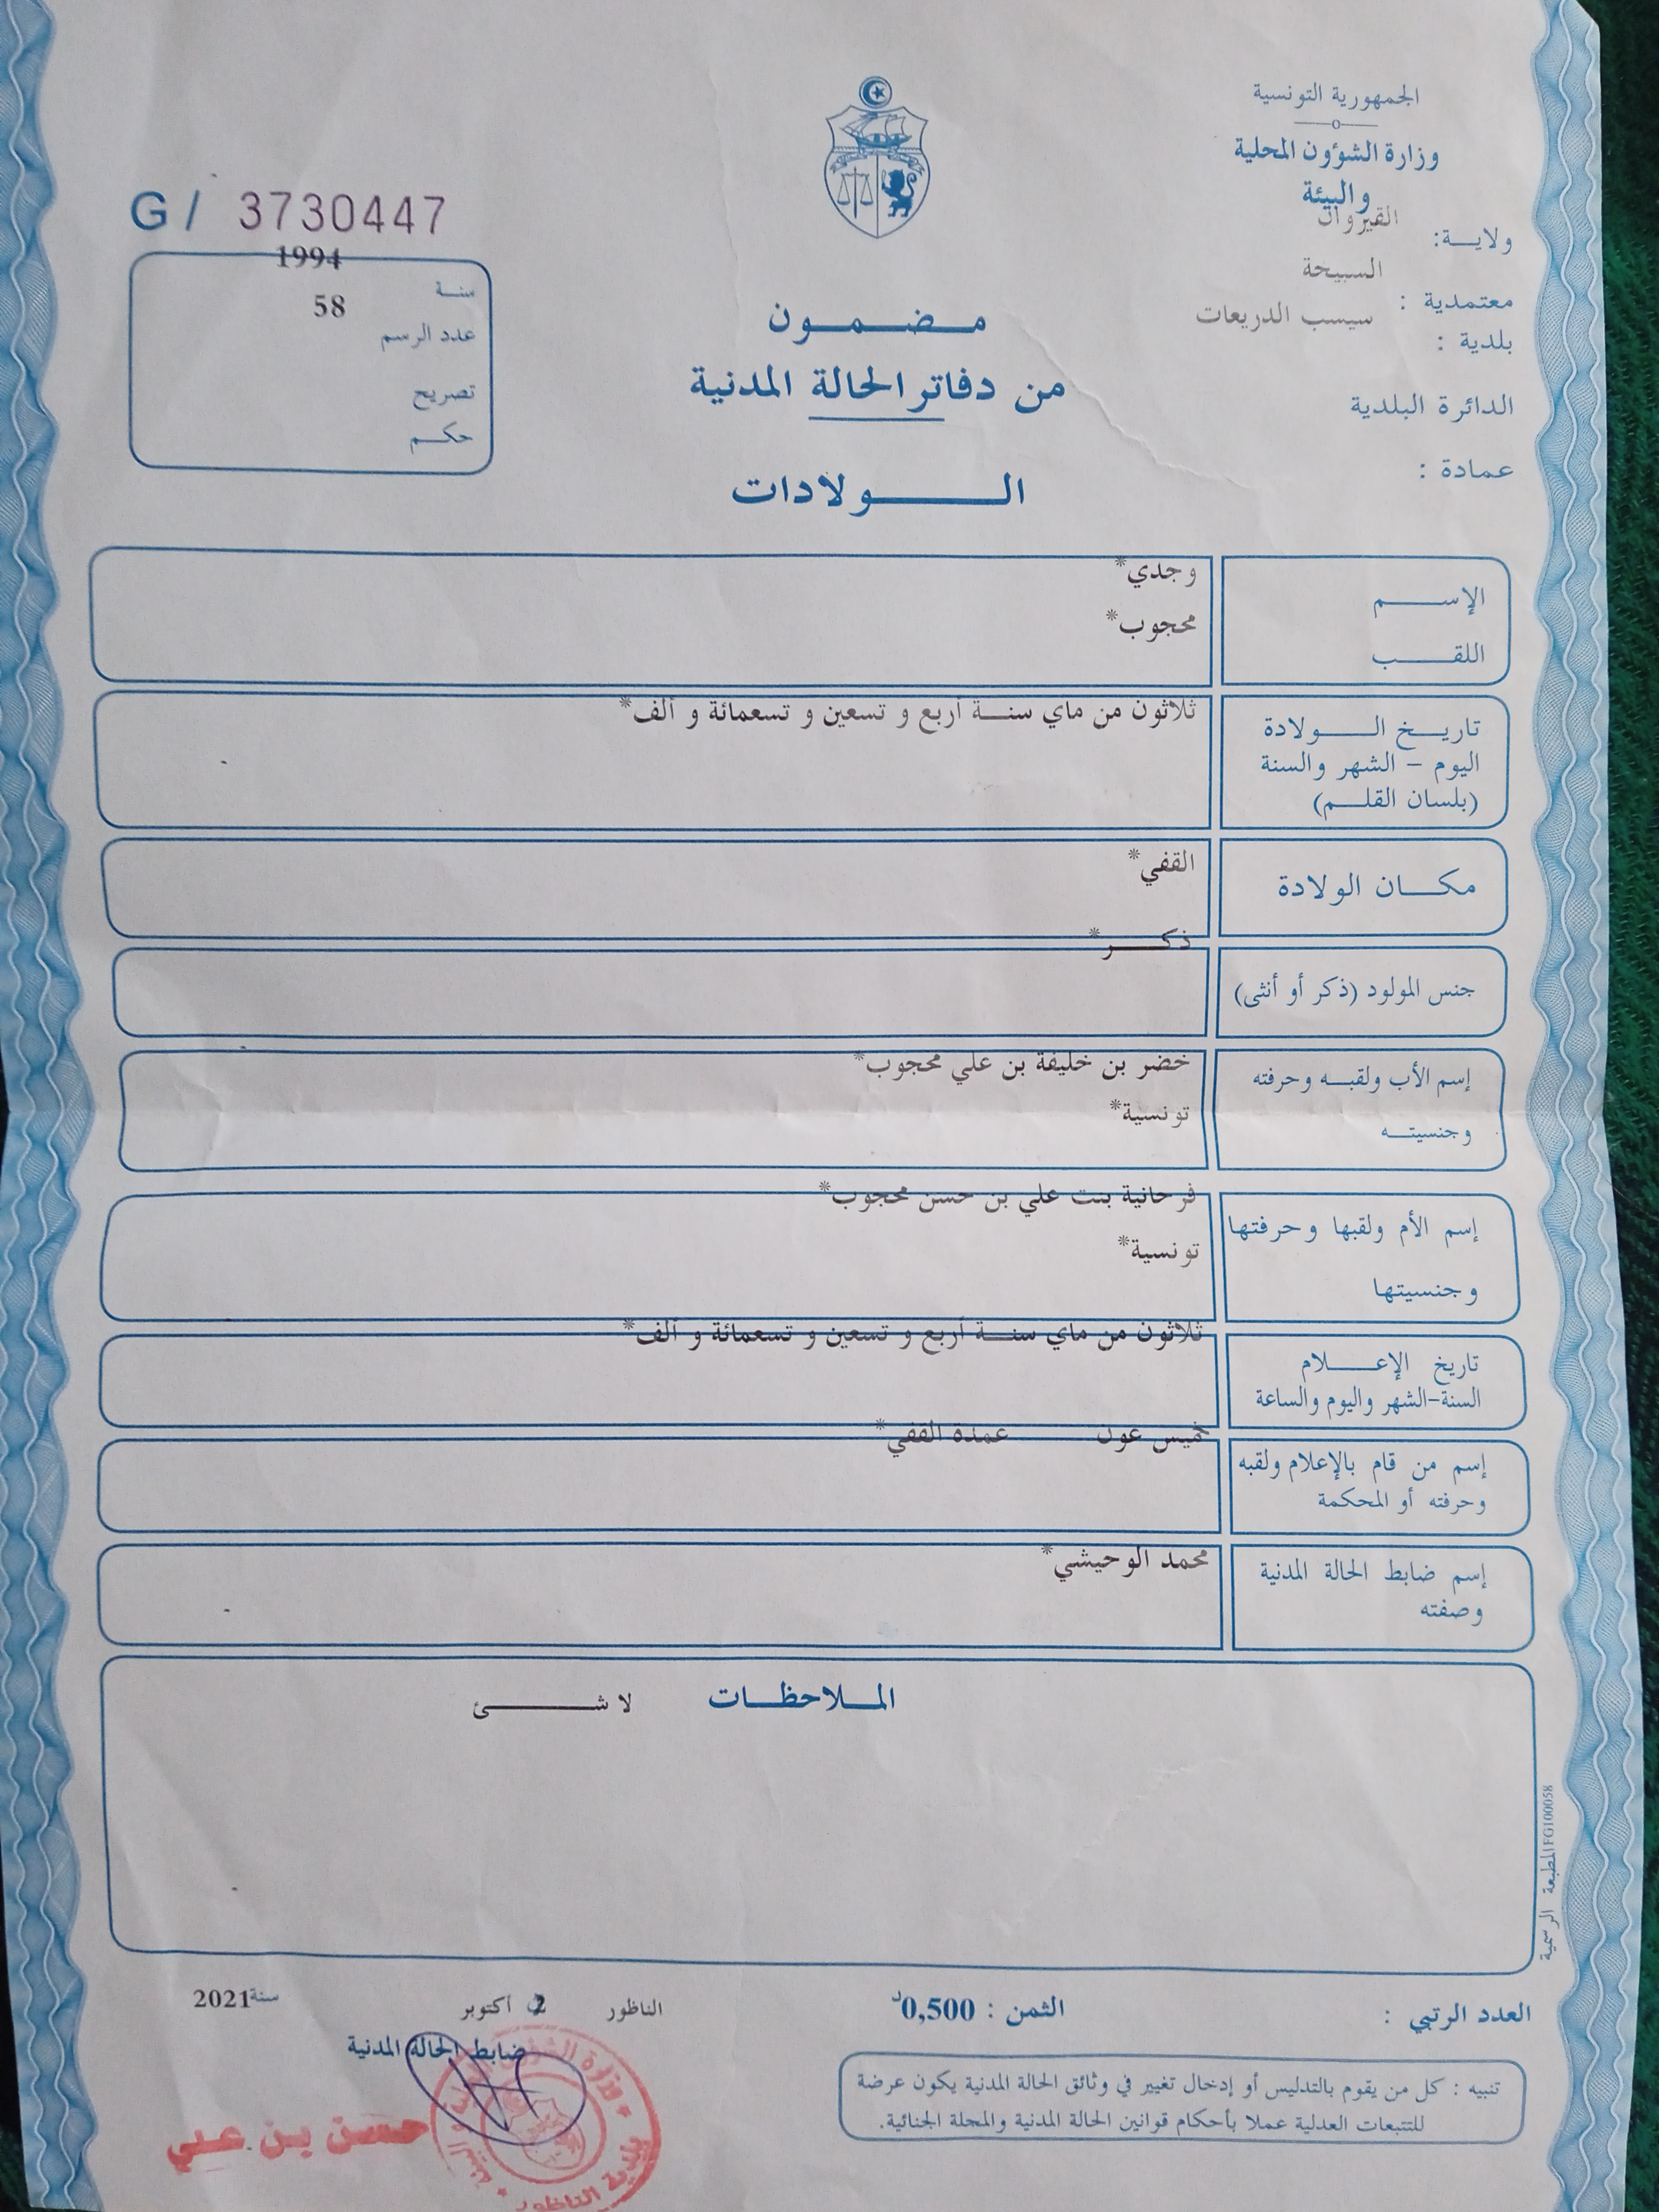 الجمهورية التونسية
وزارة الشؤون المحلية
والبيئة
ولاية: القيروان
معتمدية : السبيخة
بلدية : سيسب الدريعات
الدائرة البلدية
عمادة :
G/ 3730447
سنة 1994
عدد الرسم 58
تصريح
حكم
مضمون
من دفاتر الحالة المدنية
الولادات
الإسم وجدي*
اللقب محجوب*
تاريخ الولادة ثلاثون من ماي سنة أربع و تسعين و تسعمائة و ألف*
اليوم - الشهر والسنة
(بلسان القلم)
مكان الولادة القفي*
جنس المولود (ذكر أو أنثى) ذكر*
إسم الأب ولقبه وحرفته خضر بن خليفة بن علي محجوب*
وجنسيته تونسية*
إسم الأم ولقبها وحرفتها فرحانية بنت علي بن حسن محجوب*
وجنسيتها تونسية*
تاريخ الإعلام ثلاثون من ماي سنة أربع و تسعين و تسعمائة و ألف*
السنة-الشهر واليوم والساعة
إسم من قام بالإعلام ولقبه خميس عون عمدة القفي*
وحرفته أو المحكمة
إسم ضابط الحالة المدنية محمد الوحيشي*
وصفته
الملاحظات لا شئ
المطبعة الرسمية FG100058
العدد الرتبي :
الثمن : 0,500د
الناظور 2 أكتوبر سنة 2021
ضابط الحالة المدنية
حسن بن علي
بلدية الناظور
تنبيه : كل من يقوم بالتدليس أو إدخال تغيير في وثائق الحالة المدنية يكون عرضة
للتتبعات العدلية عملا بأحكام قوانين الحالة المدنية والمجلة الجنائية.